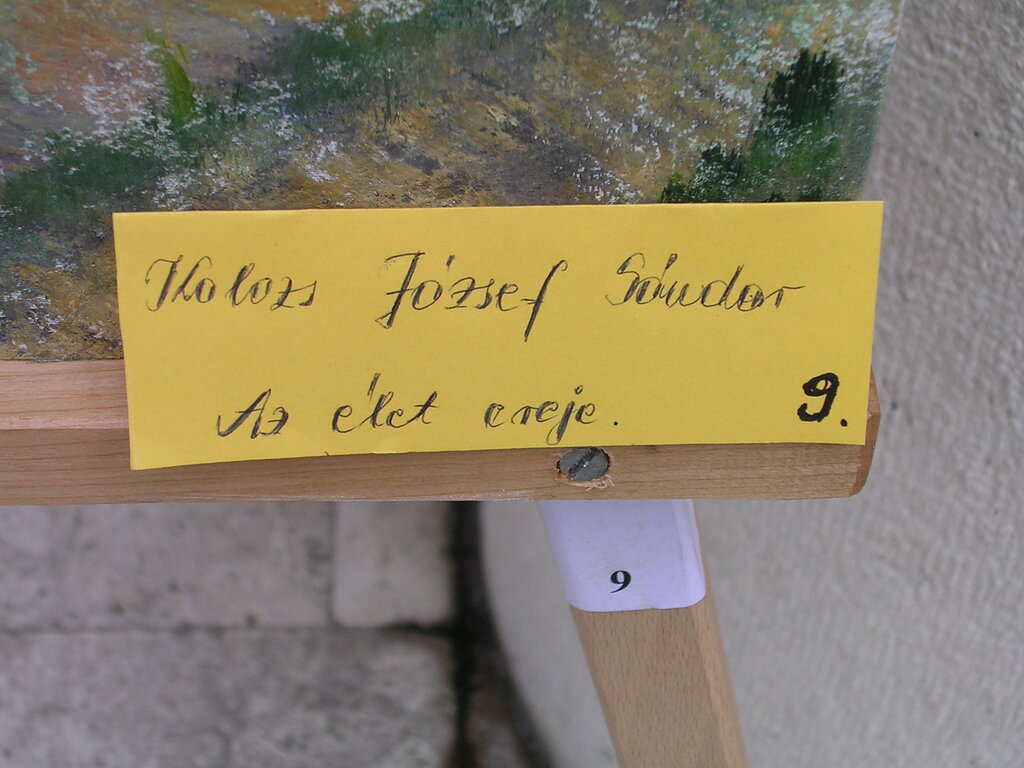 Kolozs József Sándor
Az élet ereje.
9.
9